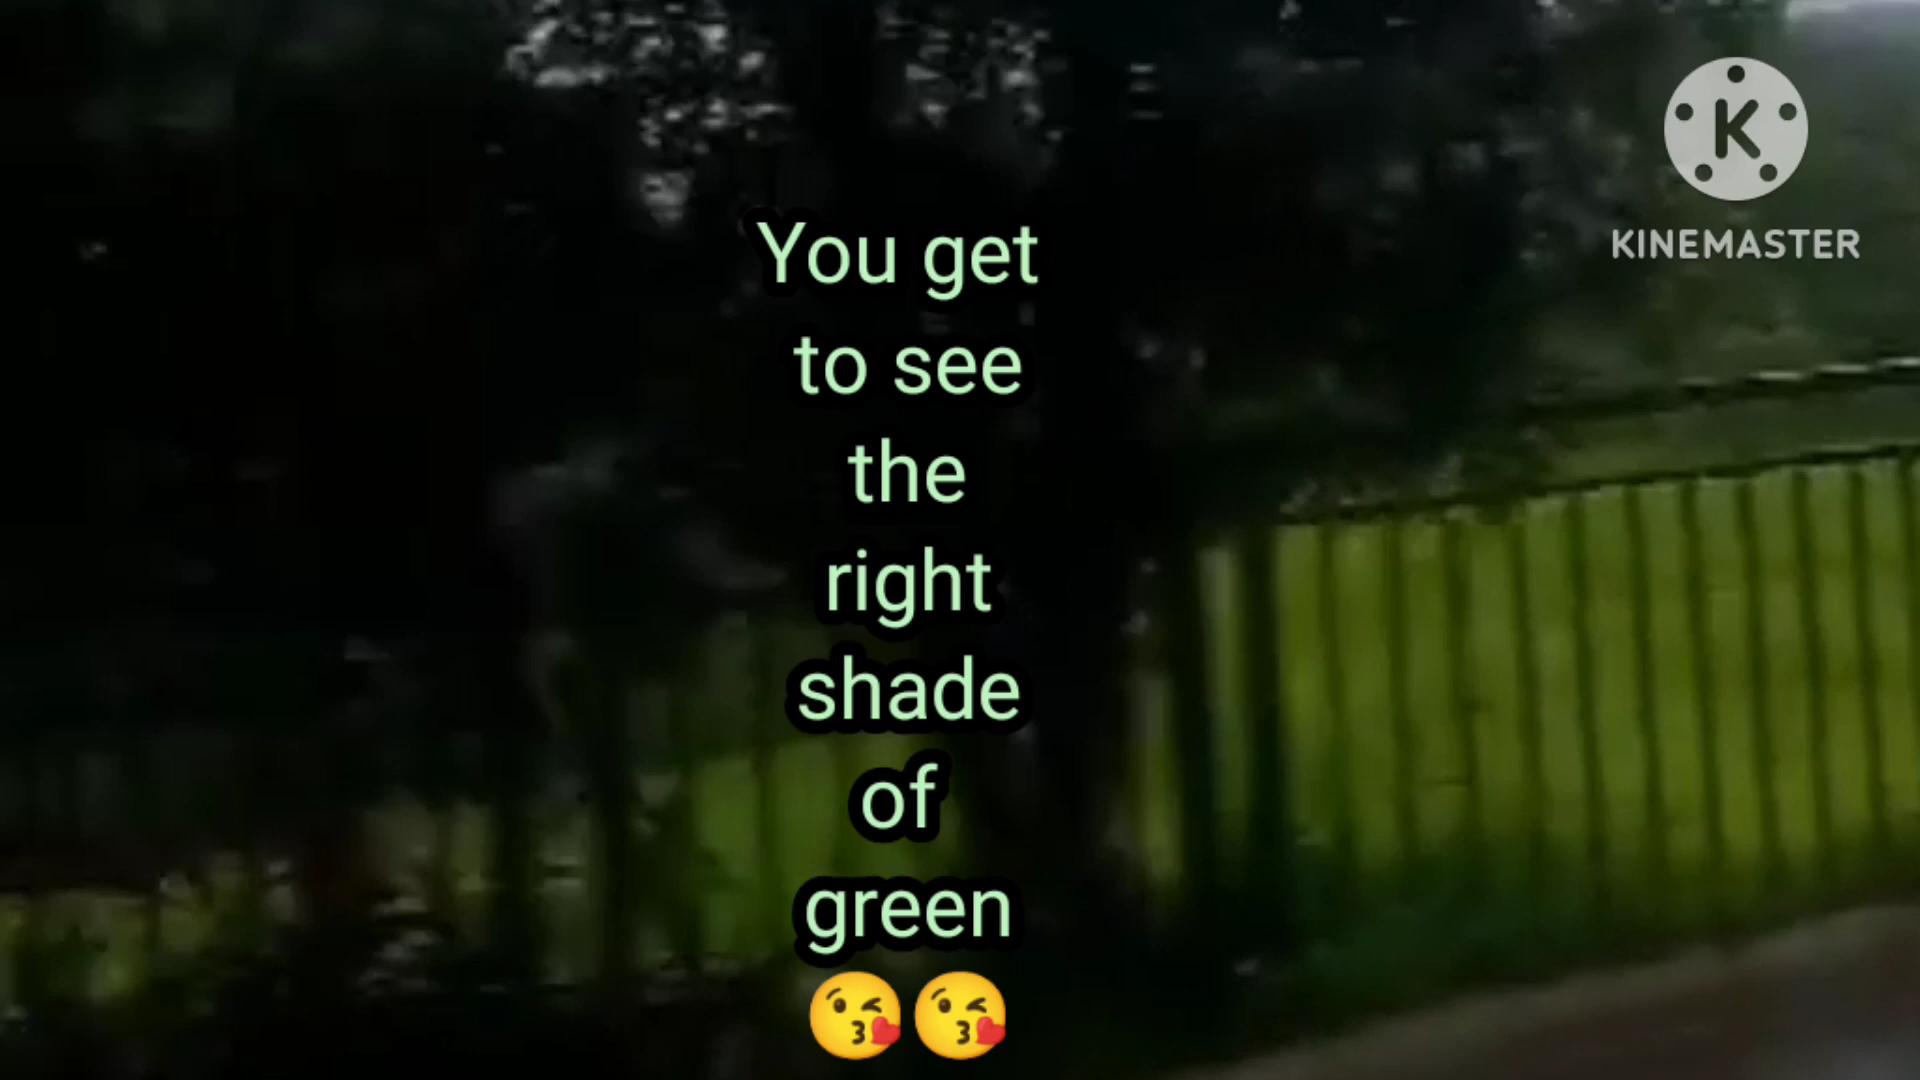 K
KINEMASTER
You get
to see
the
right
shade
of
green
😘😘